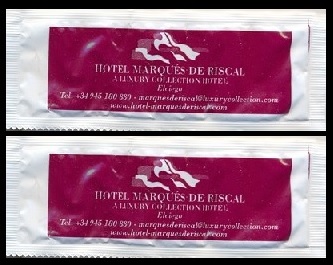 HOTEL MARQUÉS DE RISCAL
A LUXURY COLLECTION HOTEL
Elciego
Tel. +34 945 180 880 - marquesderiscal@luxurycollection.com
www.hotel-marquesderiscal.com
HOTEL MARQUÉS DE RISCAL
A LUXURY COLLECTION HOTEL
Elciego
Tel. +34 945 180 880 - marquesderiscal@luxurycollection.com
www.hotel-marquesderiscal.com